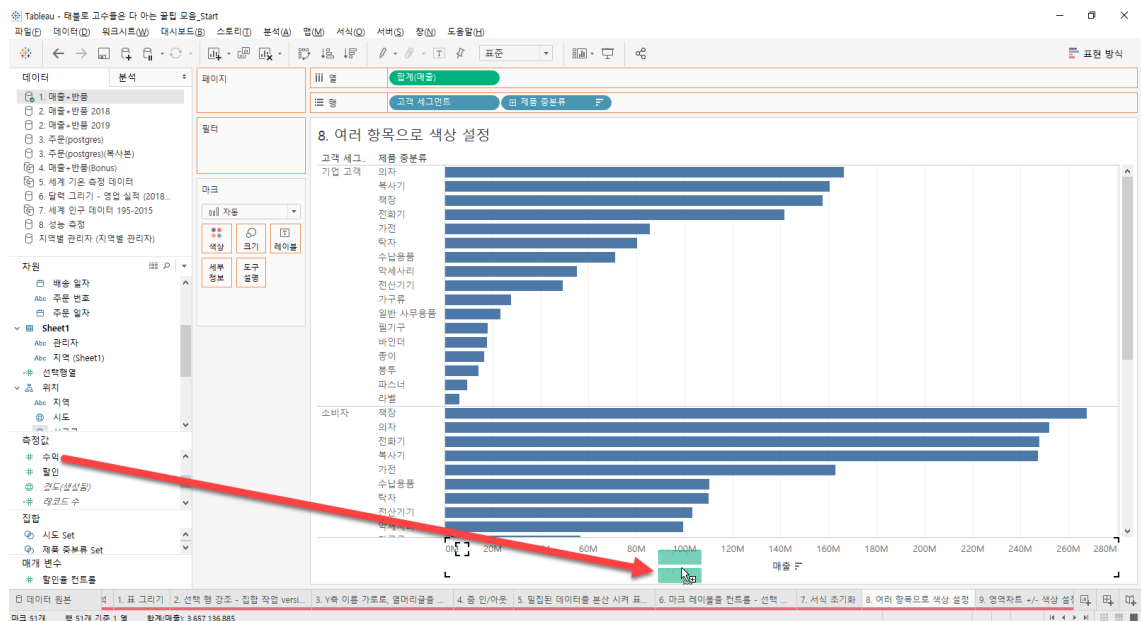 Tableau - 태블로 고수들은 다 아는 꿀팁 모음_Start
파일(F) 데이터(D) 워크시트(W) 대시보드(B) 스토리(T) 분석(A) 맵(M) 서식(O) 서버(S) 창(N) 도움말(H)
표준
표현 방식
데이터 분석
1. 매출+반품
2. 매출+반품 2018
2. 매출+반품 2019
3. 주문(postgres)
3. 주문(postgres)(복사본)
4. 매출+반품(Bonus)
5. 세계 기온 측정 데이터
6. 달력 그리기 - 영업 실적 (2018...
7. 세계 인구 데이터 195-2015
8. 성능 측정
지역별 관리자 (지역별 관리자)
차원
배송 일자
Abc 주문 번호
주문 일자
Sheet1
Abc 관리자
Abc 지역 (Sheet1)
선택행열
위치
Abc 지역
시도
측정값
수익
할인
경도(생성됨)
레코드 수
집합
시도 Set
제품 중분류 Set
매개 변수
할인율 컨트롤
페이지
필터
마크
자동
색상 크기 레이블
세부 정보 도구 설명
열 합계(매출)
행 고객 세그먼트 제품 중분류
8. 여러 항목으로 색상 설정
고객 세그.. 제품 중분류
기업 고객 의자
복사기
책장
전화기
가전
탁자
수납용품
악세사리
전산기기
가구류
일반 사무용품
필기구
바인더
종이
봉투
파스너
라벨
소비자 책장
의자
전화기
복사기
가전
수납용품
탁자
전산기기
악세사리
0M 20M 60M 80M 100M 120M 140M 160M 180M 200M 220M 240M 260M 280M
매출
데이터 원본 1. 표 그리기 2. 선택 행 강조 - 집합 작업 versi... 3. Y축 이름 가로로, 열머리글을 ... 4. 줌 인/아웃 5. 밀집된 데이터를 분산 시켜 표... 6. 마크 레이블을 컨트롤 - 선택 ... 7. 서식 초기화 8. 여러 항목으로 색상 설정 9. 영역차트 +/- 색상 설정
마크 51개 행 51개 기준 1 열 합계(매출): 3,657,136,885